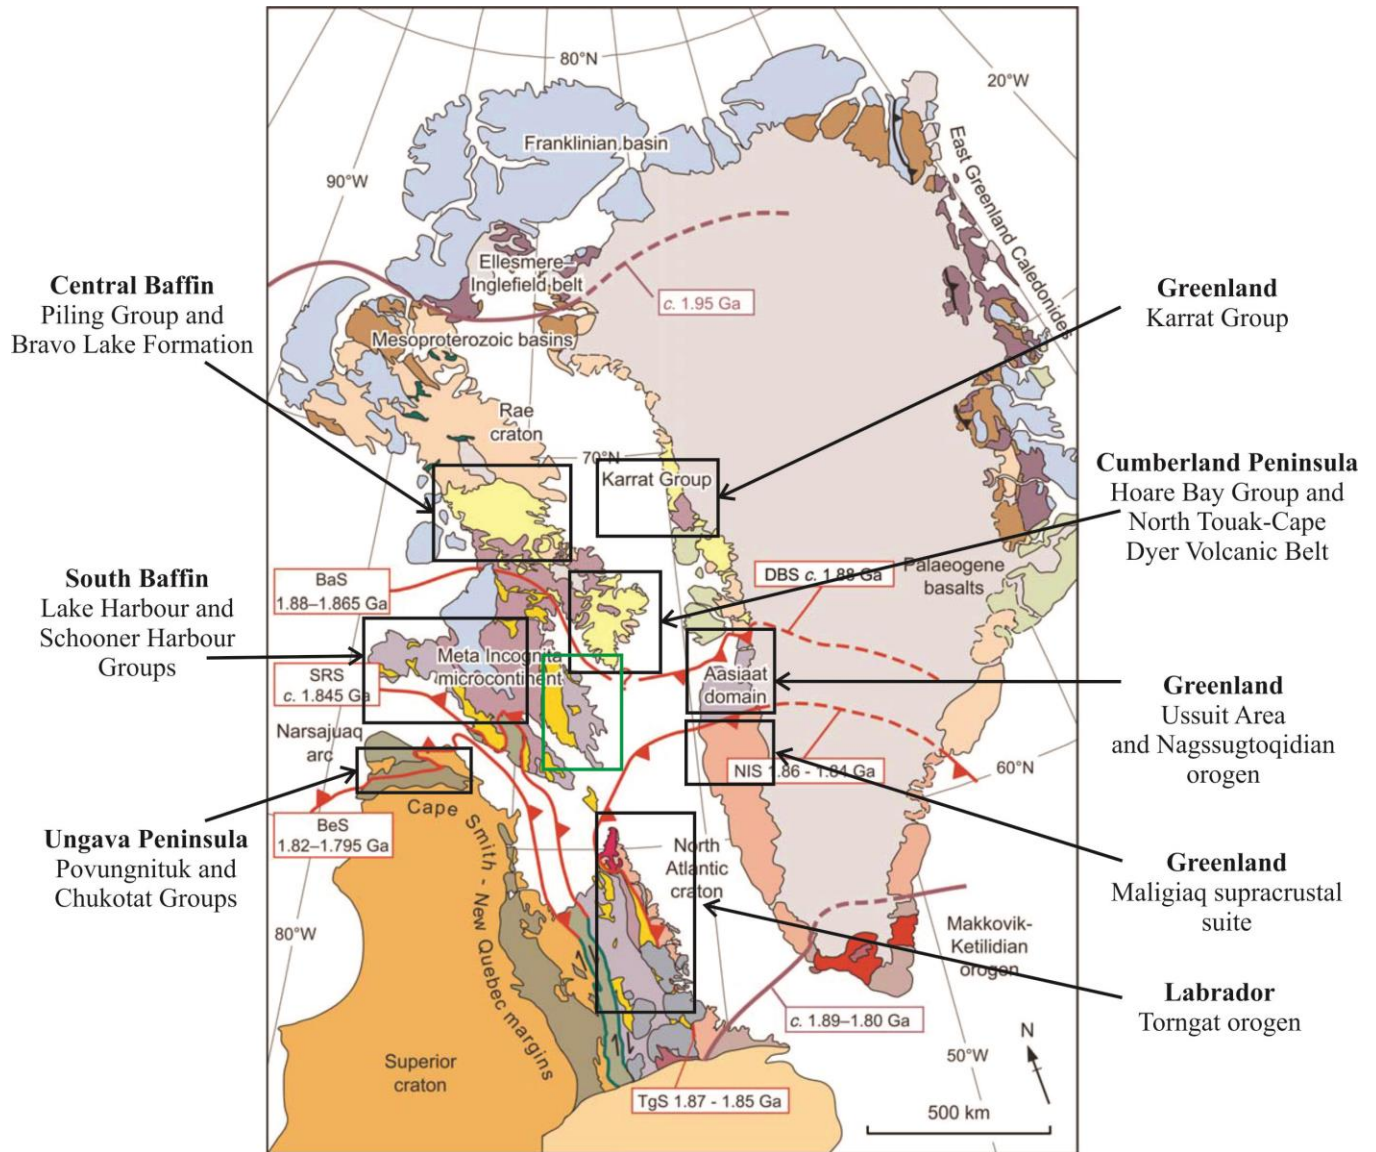 80°N
20°W
Franklinian basin
East Greenland Caledonides
90°W
Ellesmere–
Inglefield belt
c. 1.95 Ga
Central Baffin
Piling Group and
Bravo Lake Formation
Greenland
Karrat Group
Mesoproterozoic basins
Rae
craton
70°N
Karrat Group
Cumberland Peninsula
Hoare Bay Group and
North Touak-Cape
Dyer Volcanic Belt
BaS
1.88–1.865 Ga
DBS c. 1.88 Ga
Palaeogene
basalts
South Baffin
Lake Harbour and
Schooner Harbour
Groups
Meta Incognita
microcontinent
SRS
c. 1.845 Ga
Aasiaat
domain
Greenland
Ussuit Area
and Nagssugtoqidian
orogen
Narsajuaq
arc
NIS 1.86 - 1.84 Ga
60°N
Cape Smith - New Quebec margins
BeS
1.82–1.795 Ga
Ungava Peninsula
Povungnituk and
Chukotat Groups
North
Atlantic
craton
Greenland
Maligiaq supracrustal
suite
80°W
Makkovik-
Ketilidian
orogen
Labrador
Torngat orogen
c. 1.89–1.80 Ga
N
50°W
Superior
craton
TgS 1.87 - 1.85 Ga
500 km
?